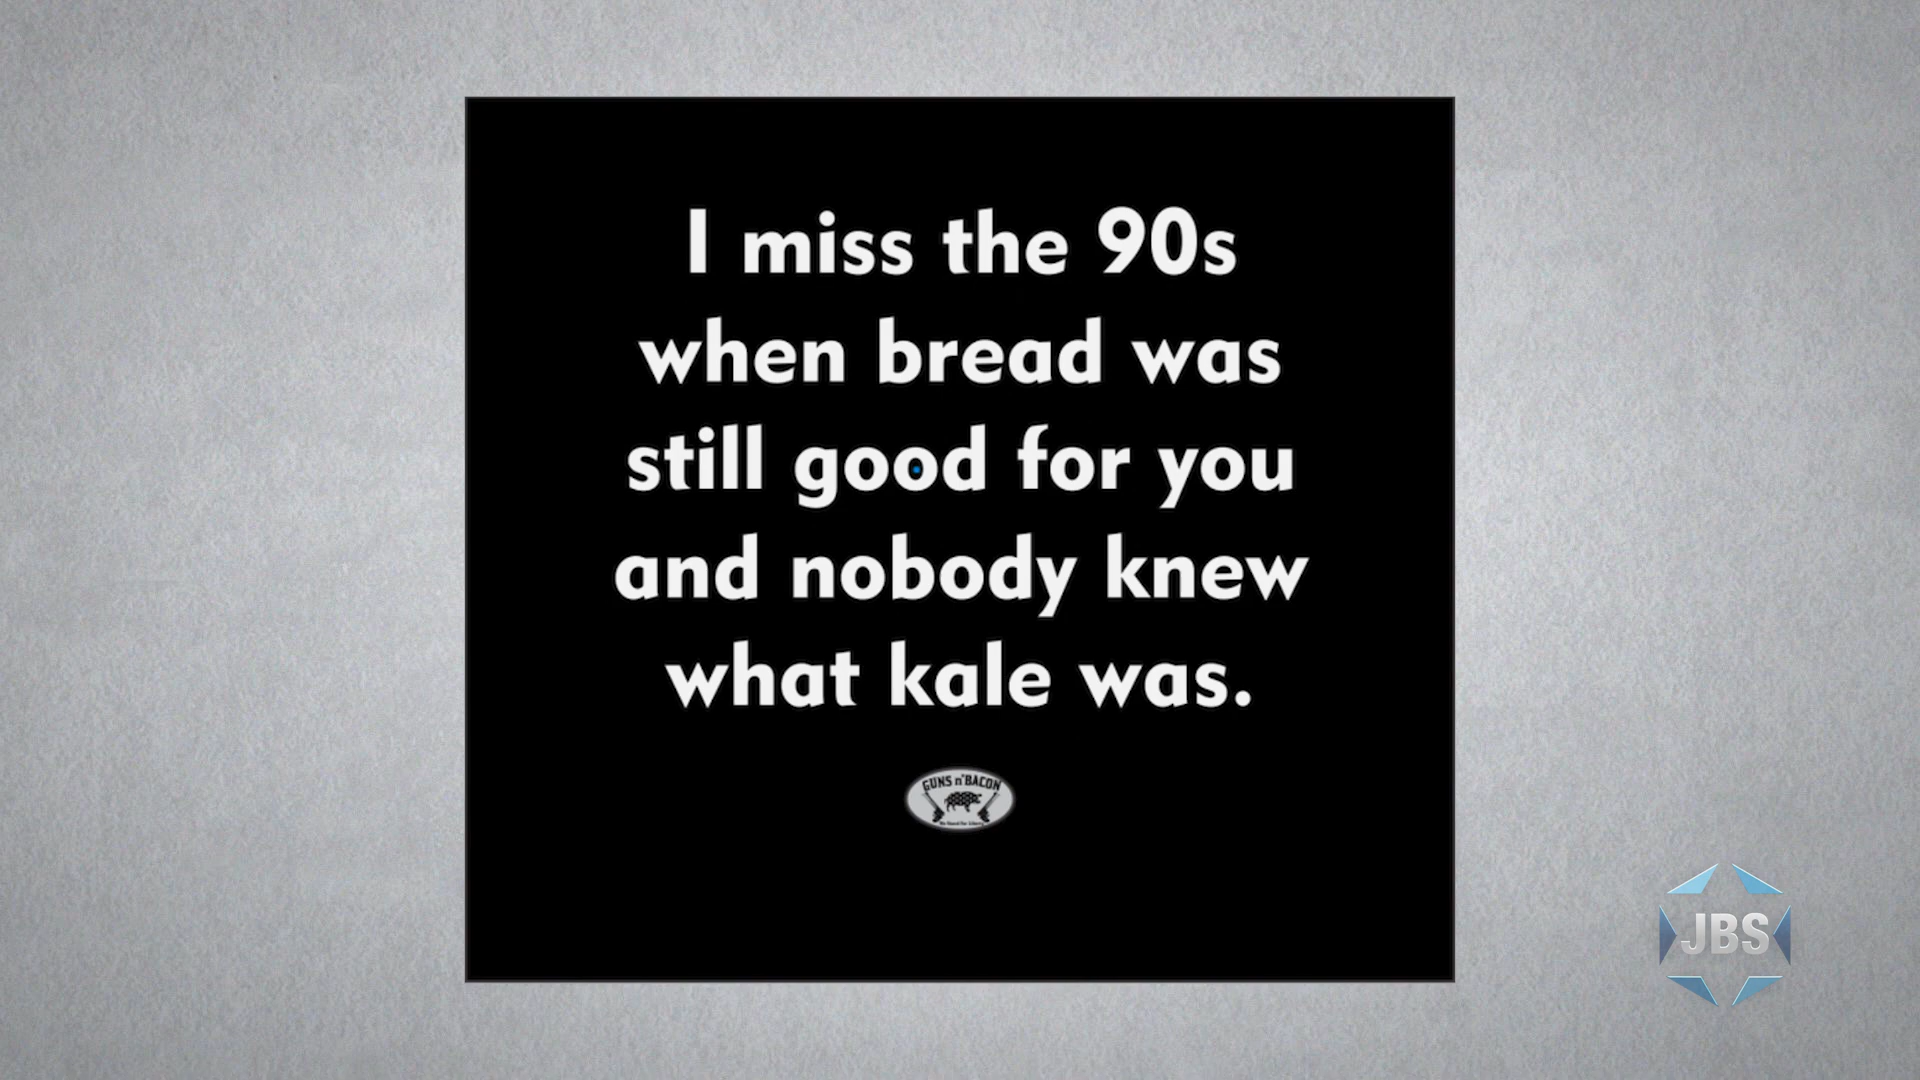 I miss the 90s
when bread was
still good for you
and nobody knew
what kale was.
GUNS n' BACON
JBS